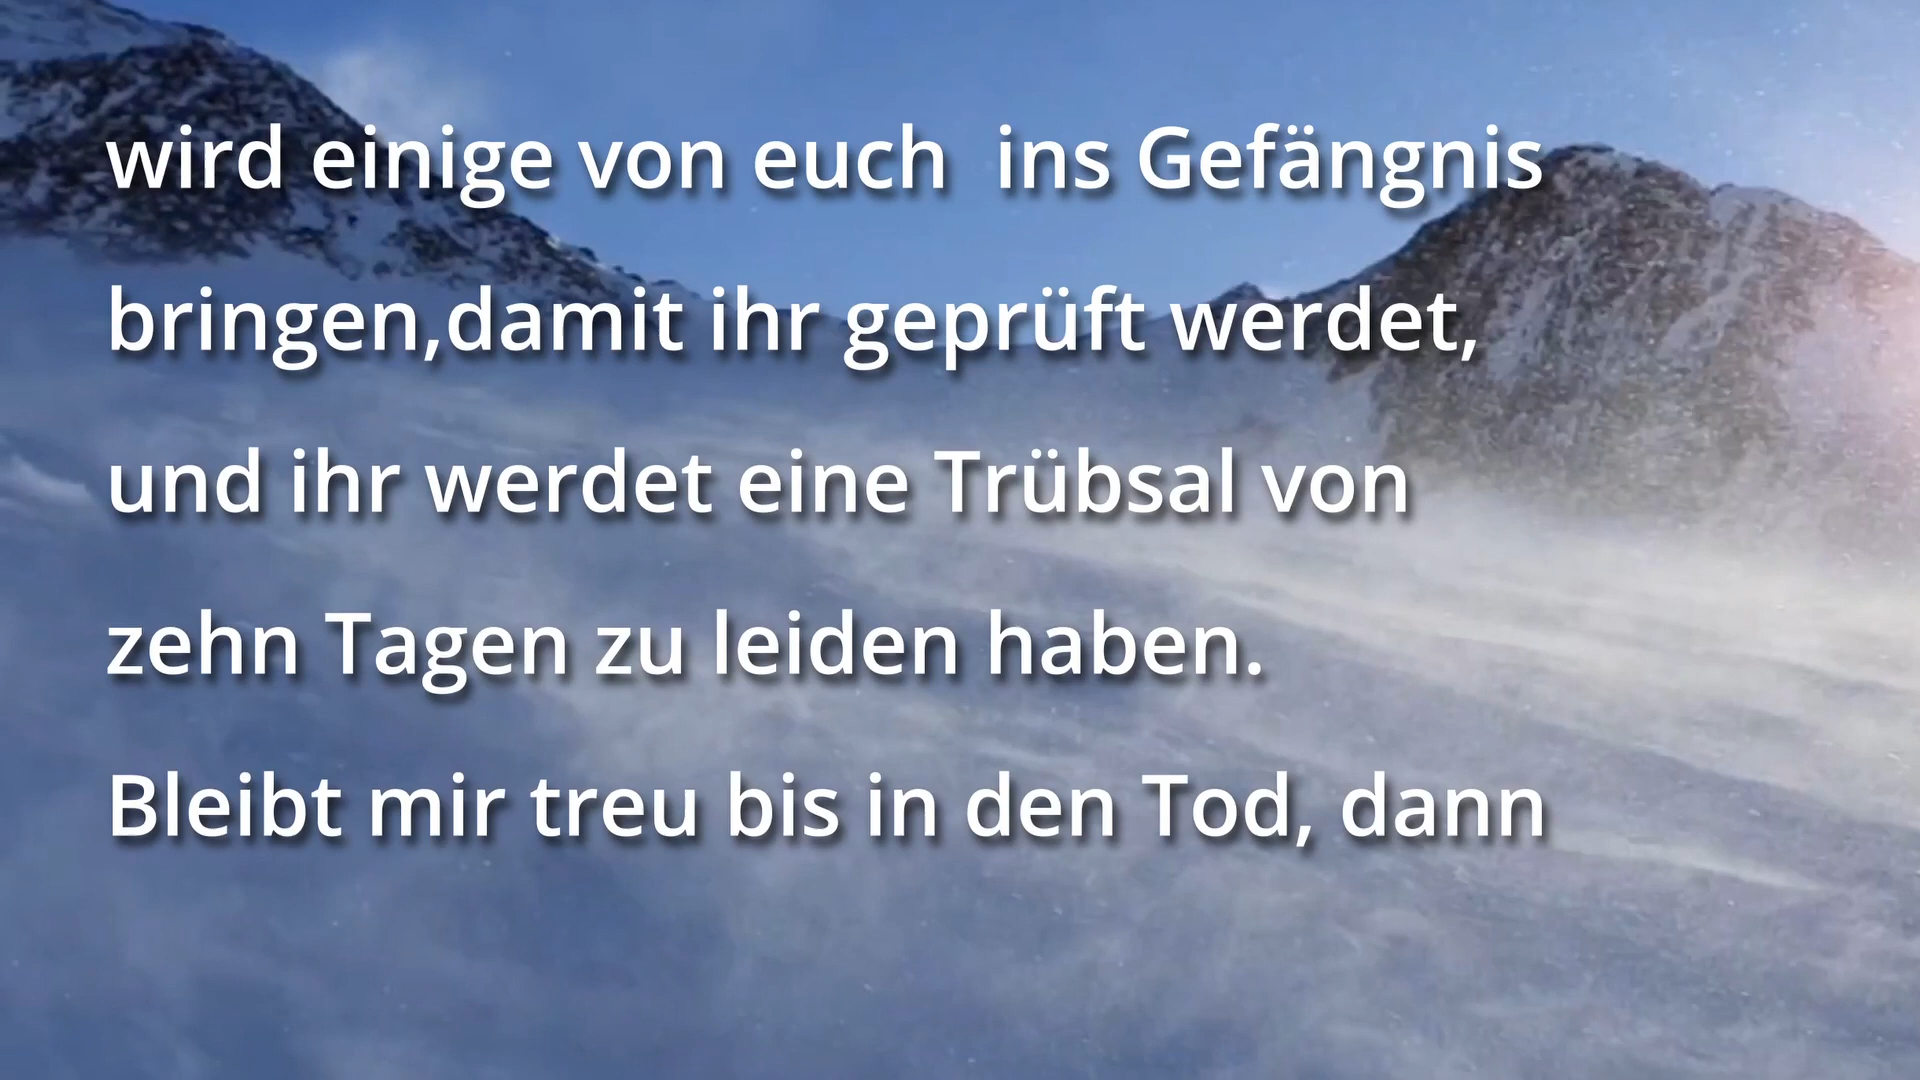 wird einige von euch  ins Gefängnis
bringen,damit ihr geprüft werdet,
und ihr werdet eine Trübsal von
zehn Tagen zu leiden haben.
Bleibt mir treu bis in den Tod, dann